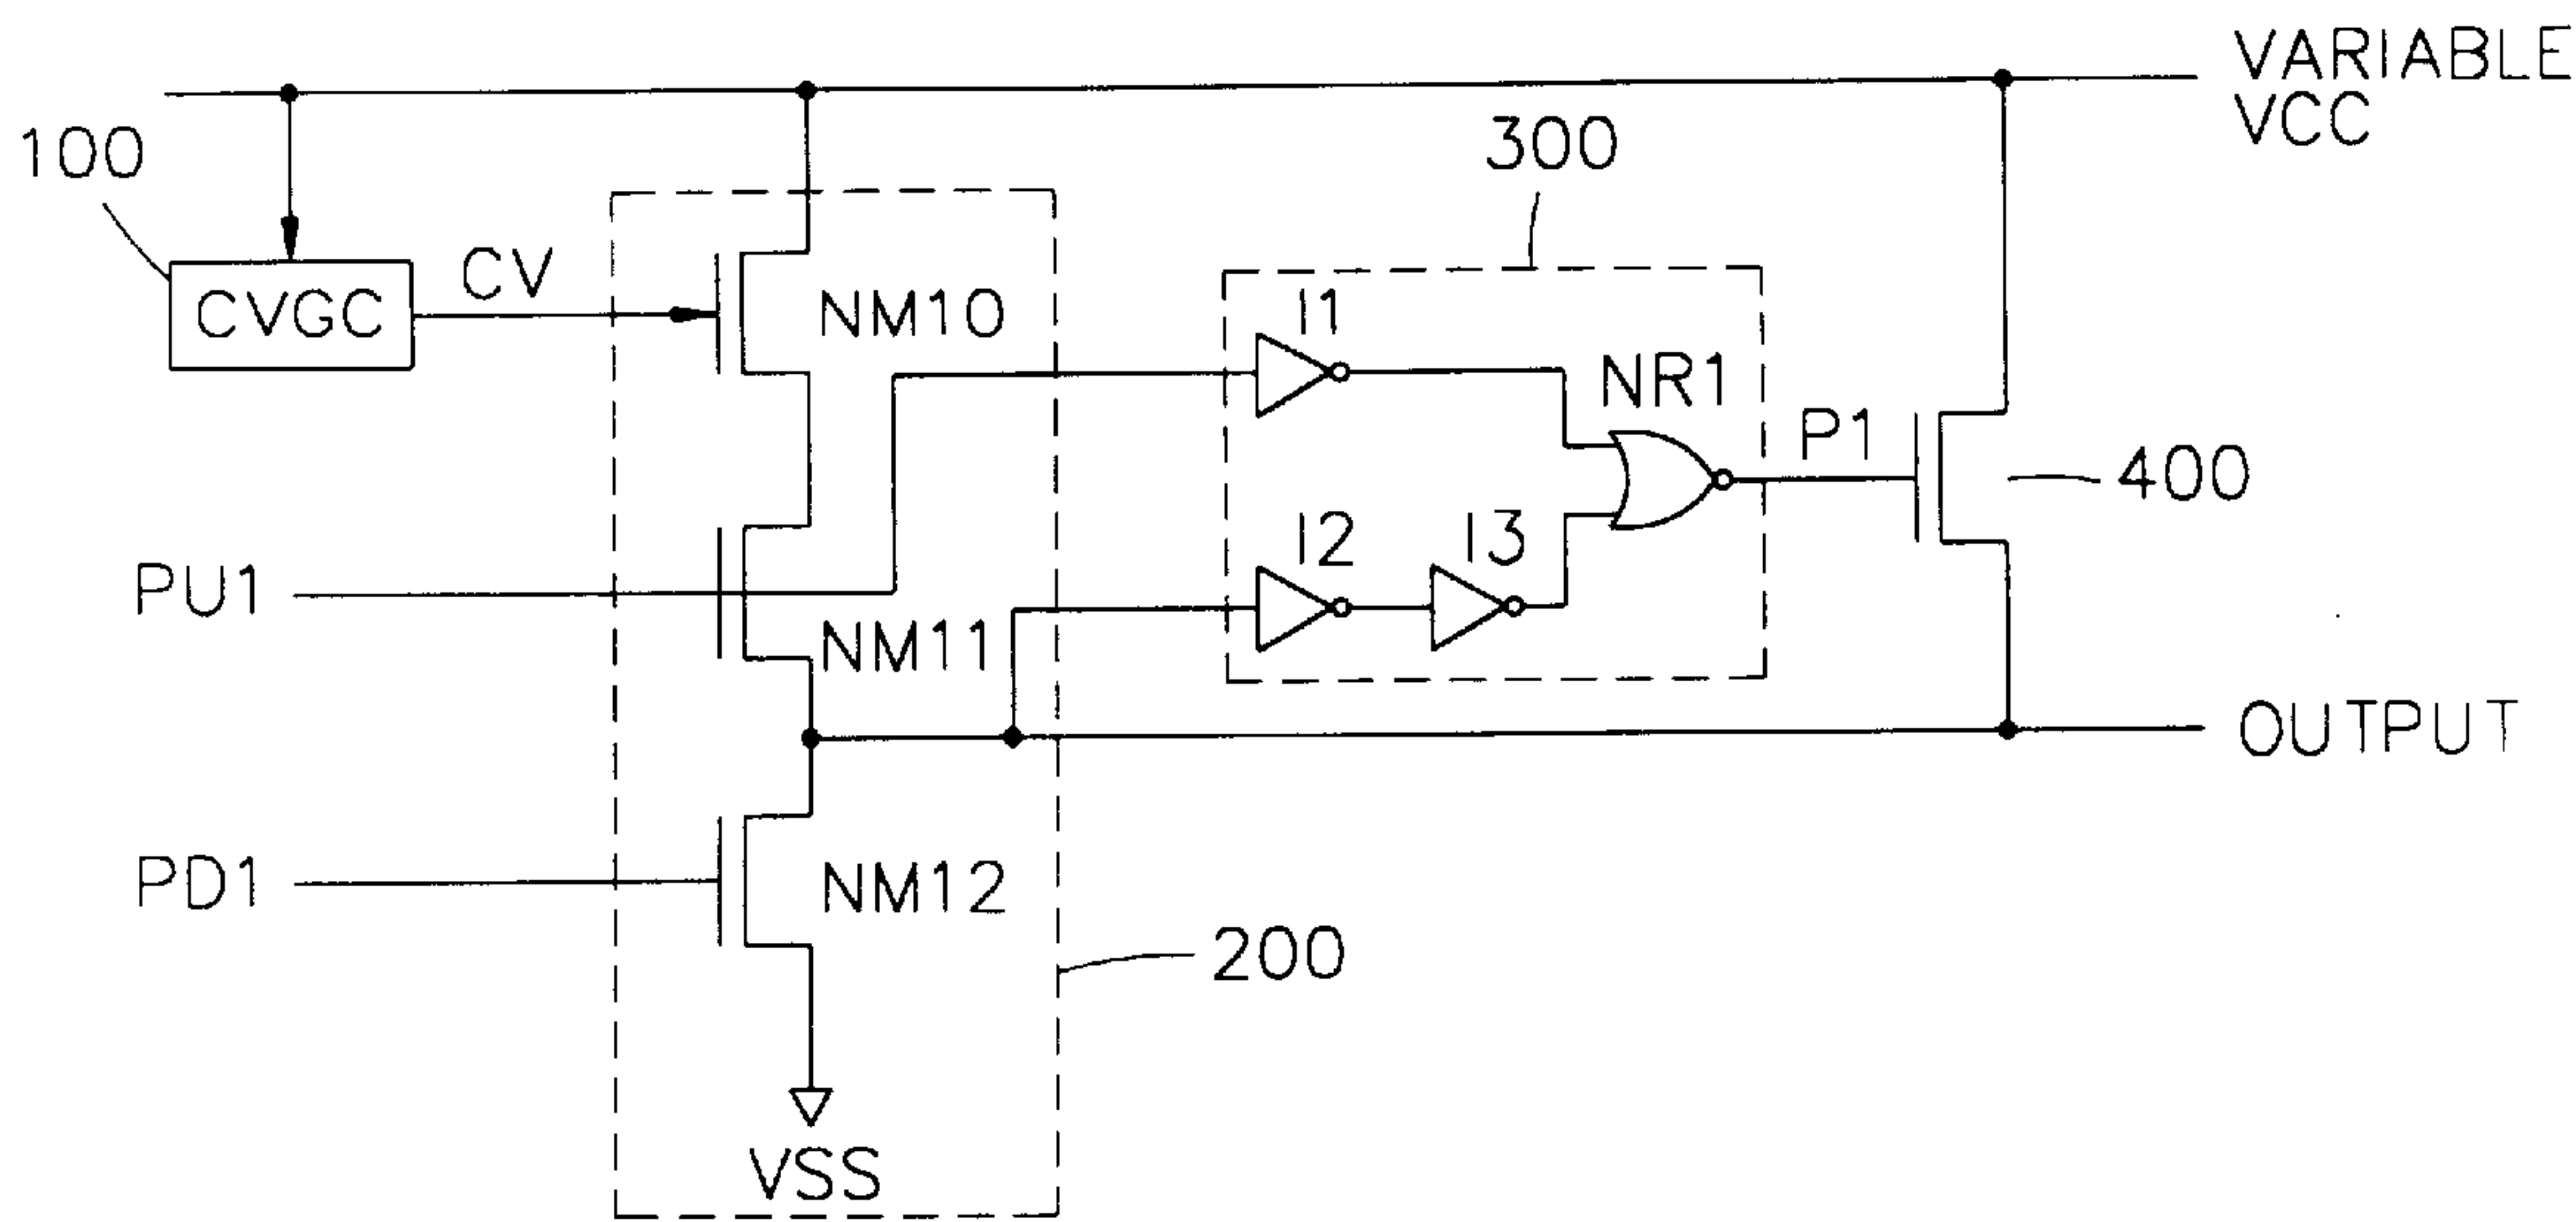 VARIABLE
VCC
100
300
CVGC
CV
NM10
I1
NR1
P1
400
PU1
NM11
I2
I3
OUTPUT
PD1
NM12
200
VSS